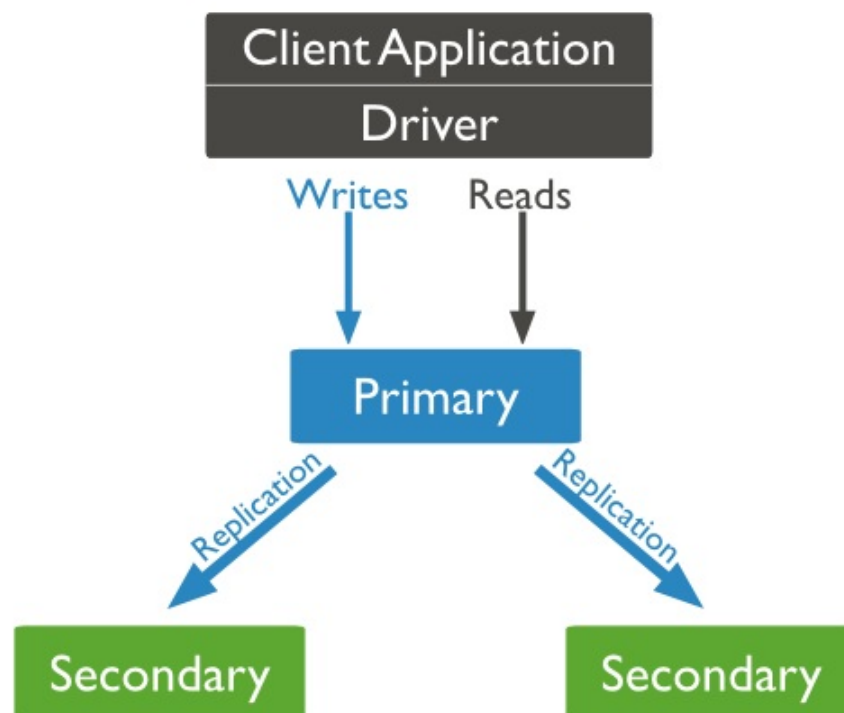 Client Application
Driver
Writes
Reads
Primary
Replication
Replication
Secondary
Secondary